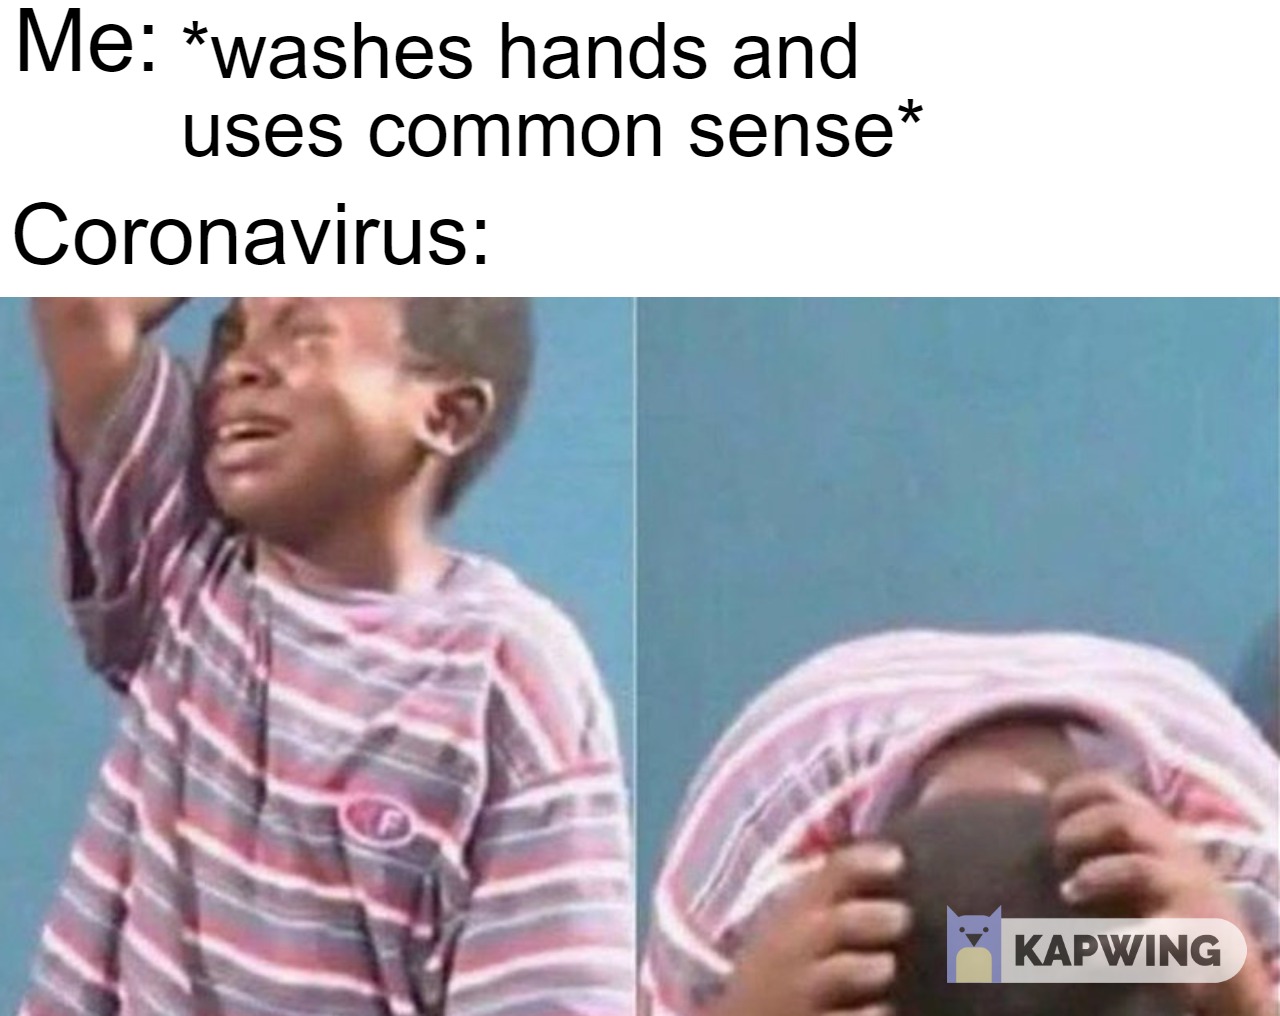 Me: *washes hands and
uses common sense*
Coronavirus:
F
KAPWING